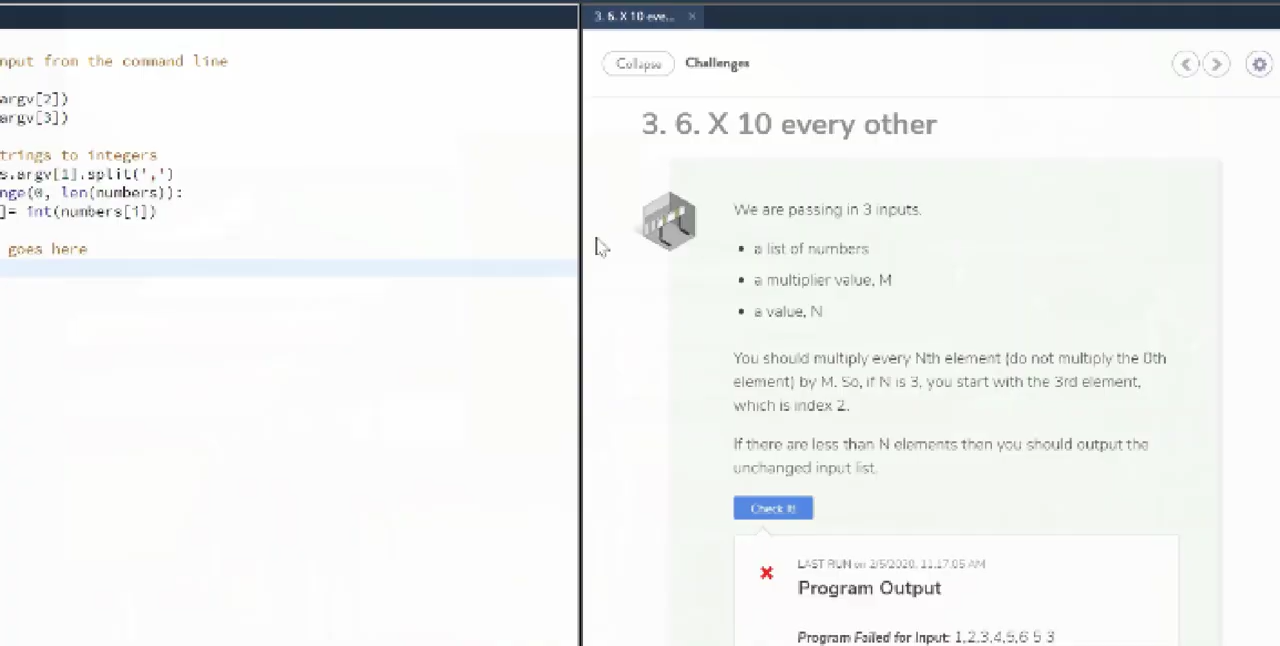 3. 6. X 10 eve... ×
nput from the command line
argv[2])
argv[3])
trings to integers
s.argv[1].split(',')
nge(0, len(numbers)):
]= int(numbers[i])
goes here
Collapse Challenges
3. 6. X 10 every other
We are passing in 3 inputs.
• a list of numbers
• a multiplier value, M
• a value, N
You should multiply every Nth element (do not multiply the 0th
element) by M. So, if N is 3, you start with the 3rd element,
which is index 2.
If there are less than N elements then you should output the
unchanged input list.
Check It!
LAST RUN on 2/5/2020, 11:17:05 AM
Program Output
Program Failed for Input: 1,2,3,4,5,6 5 3